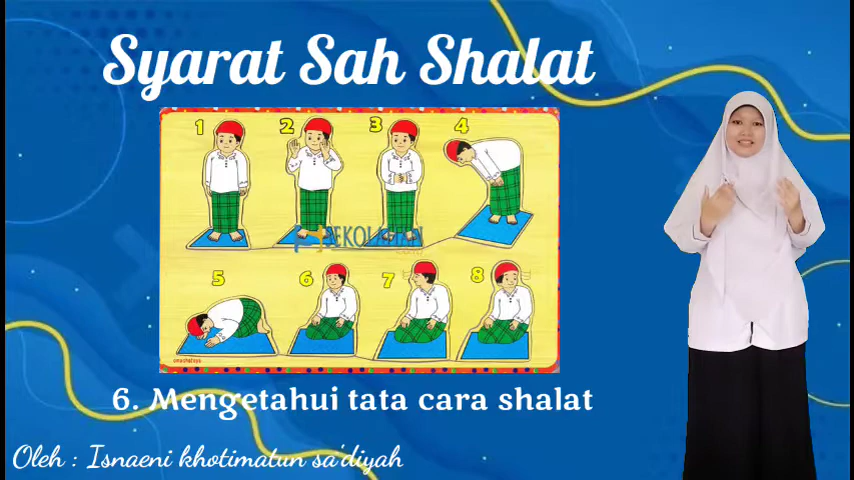 Syarat Sah Shalat
1 2 3 4
5 6 7 8
6. Mengetahui tata cara shalat
Oleh : Isnaeni khotimatun sa'diyah